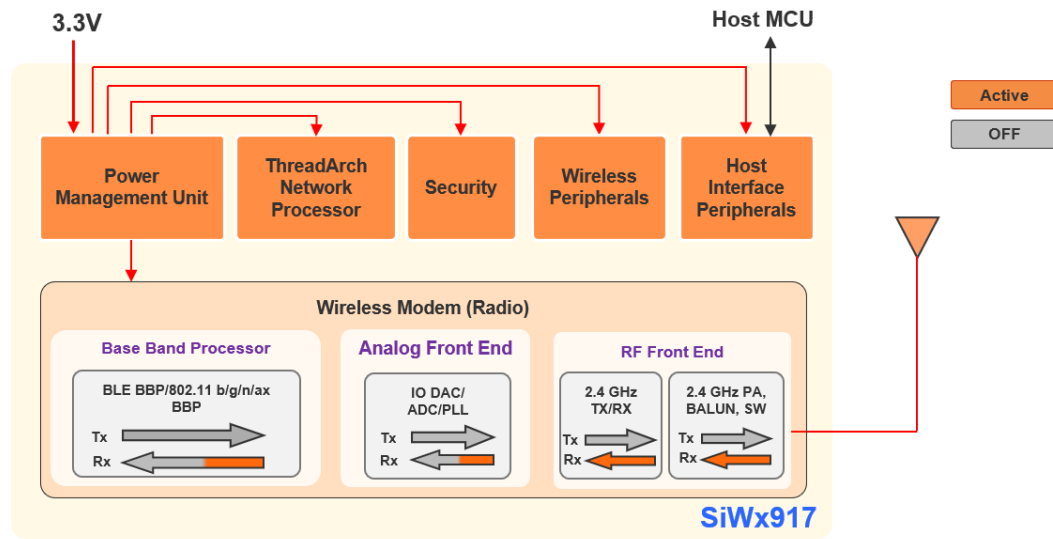 3.3V
Host MCU
Active
OFF
Power
Management Unit
ThreadArch
Network
Processor
Security
Wireless
Peripherals
Host
Interface
Peripherals
Wireless Modem (Radio)
Base Band Processor
BLE BBP/802.11 b/g/n/ax
BBP
Tx
Rx
Analog Front End
IO DAC/
ADC/PLL
Tx
Rx
RF Front End
2.4 GHz
TX/RX
Tx
Rx
2.4 GHz PA,
BALUN, SW
Tx
Rx
SiWx917